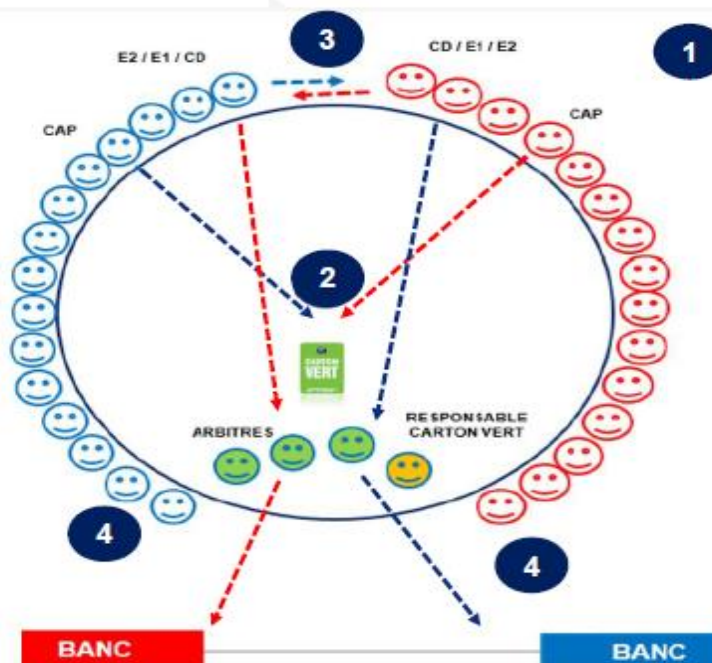 3
1
E2 / E1 / CD
CD / E1 / E2
CAP
CAP
2
CARTON
VERT
ARBITRES
RESPONSABLE
CARTON VERT
4
4
BANC
BANC